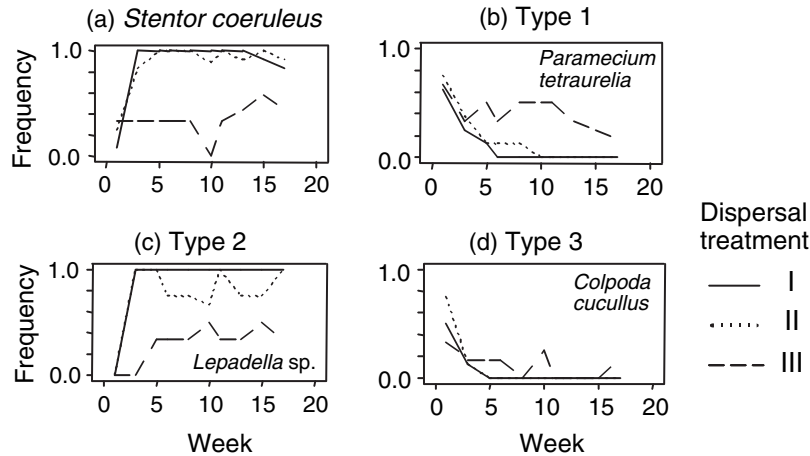 (a) Stentor coeruleus
(b) Type 1
Frequency
1.0
0.0
0 5 10 15 20
Paramecium
tetraurelia
1.0
0.0
0 5 10 15 20
(c) Type 2
(d) Type 3
Frequency
1.0
0.0
Lepadella sp.
0 5 10 15 20
Week
Colpoda
cucullus
1.0
0.0
0 5 10 15 20
Week
Dispersal
treatment
I
II
III